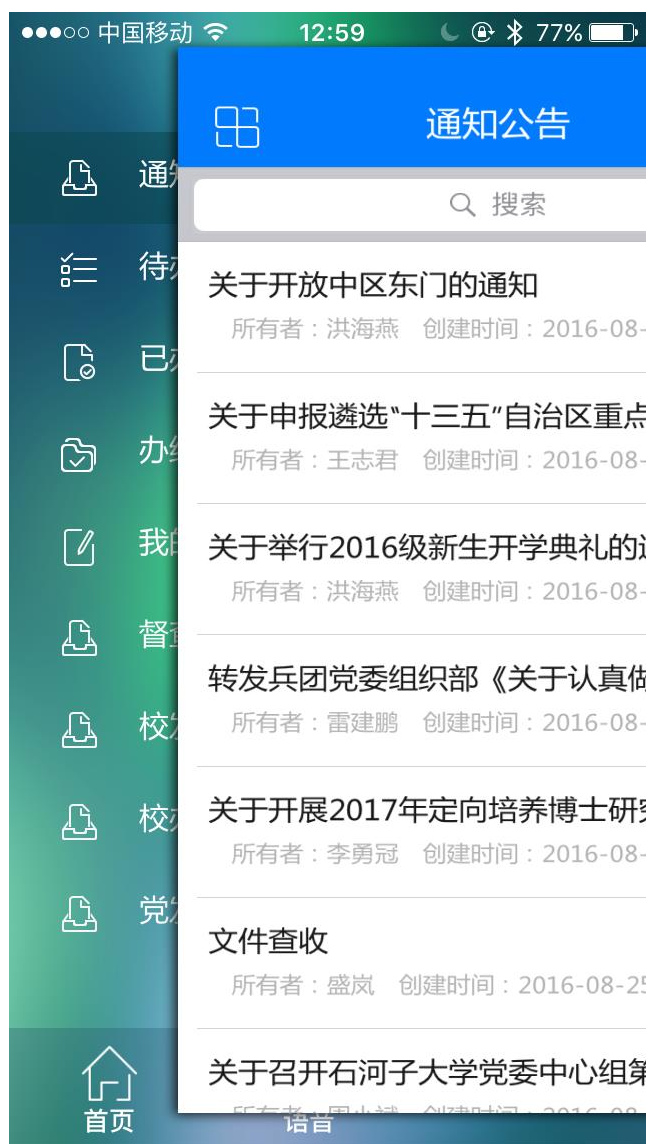 中国移动 12:59 77%
通知公告
搜索
通
待
已
办
我
督
校
校
党
关于开放中区东门的通知
所有者：洪海燕 创建时间：2016-08-
关于申报遴选“十三五”自治区重点
所有者：王志君 创建时间：2016-08-
关于举行2016级新生开学典礼的
所有者：洪海燕 创建时间：2016-08-
转发兵团党委组织部《关于认真做
所有者：雷建鹏 创建时间：2016-08-
关于开展2017年定向培养博士研究
所有者：李勇冠 创建时间：2016-08-
文件查收
所有者：盛岚 创建时间：2016-08-25
关于召开石河子大学党委中心组第
首页
语音